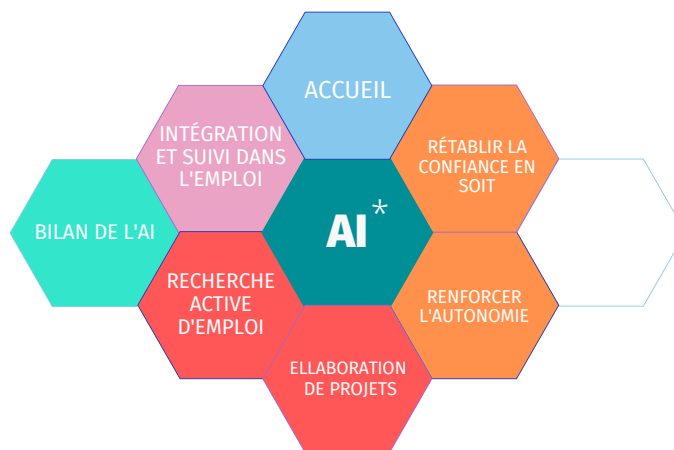 ACCUEIL
INTÉGRATION
ET SUIVI DANS
L'EMPLOI
RÉTABLIR LA
CONFIANCE EN
SOIT
BILAN DE L'AI
AI*
RECHERCHE
ACTIVE
D'EMPLOI
RENFORCER
L'AUTONOMIE
ELLABORATION
DE PROJETS